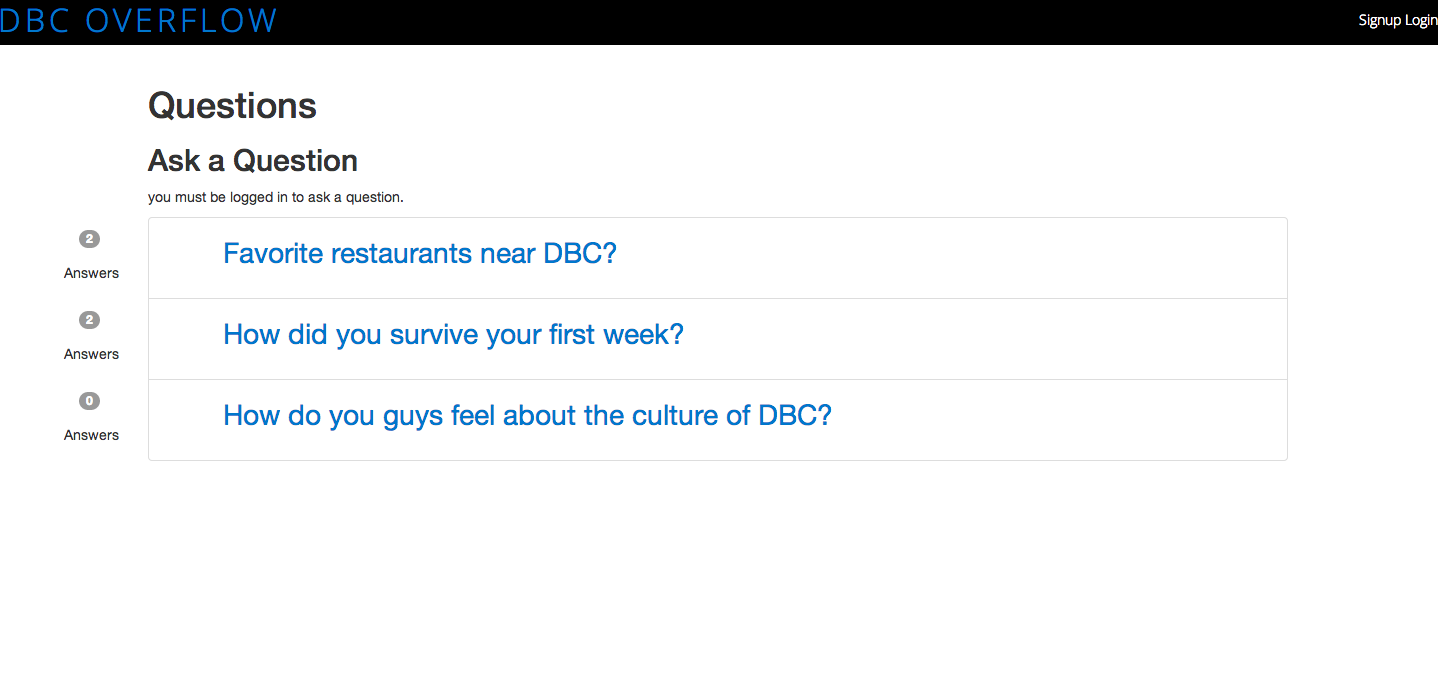 DBC OVERFLOW
Signup Login
Questions
Ask a Question
you must be logged in to ask a question.
2
Favorite restaurants near DBC?
Answers
2
How did you survive your first week?
Answers
0
How do you guys feel about the culture of DBC?
Answers